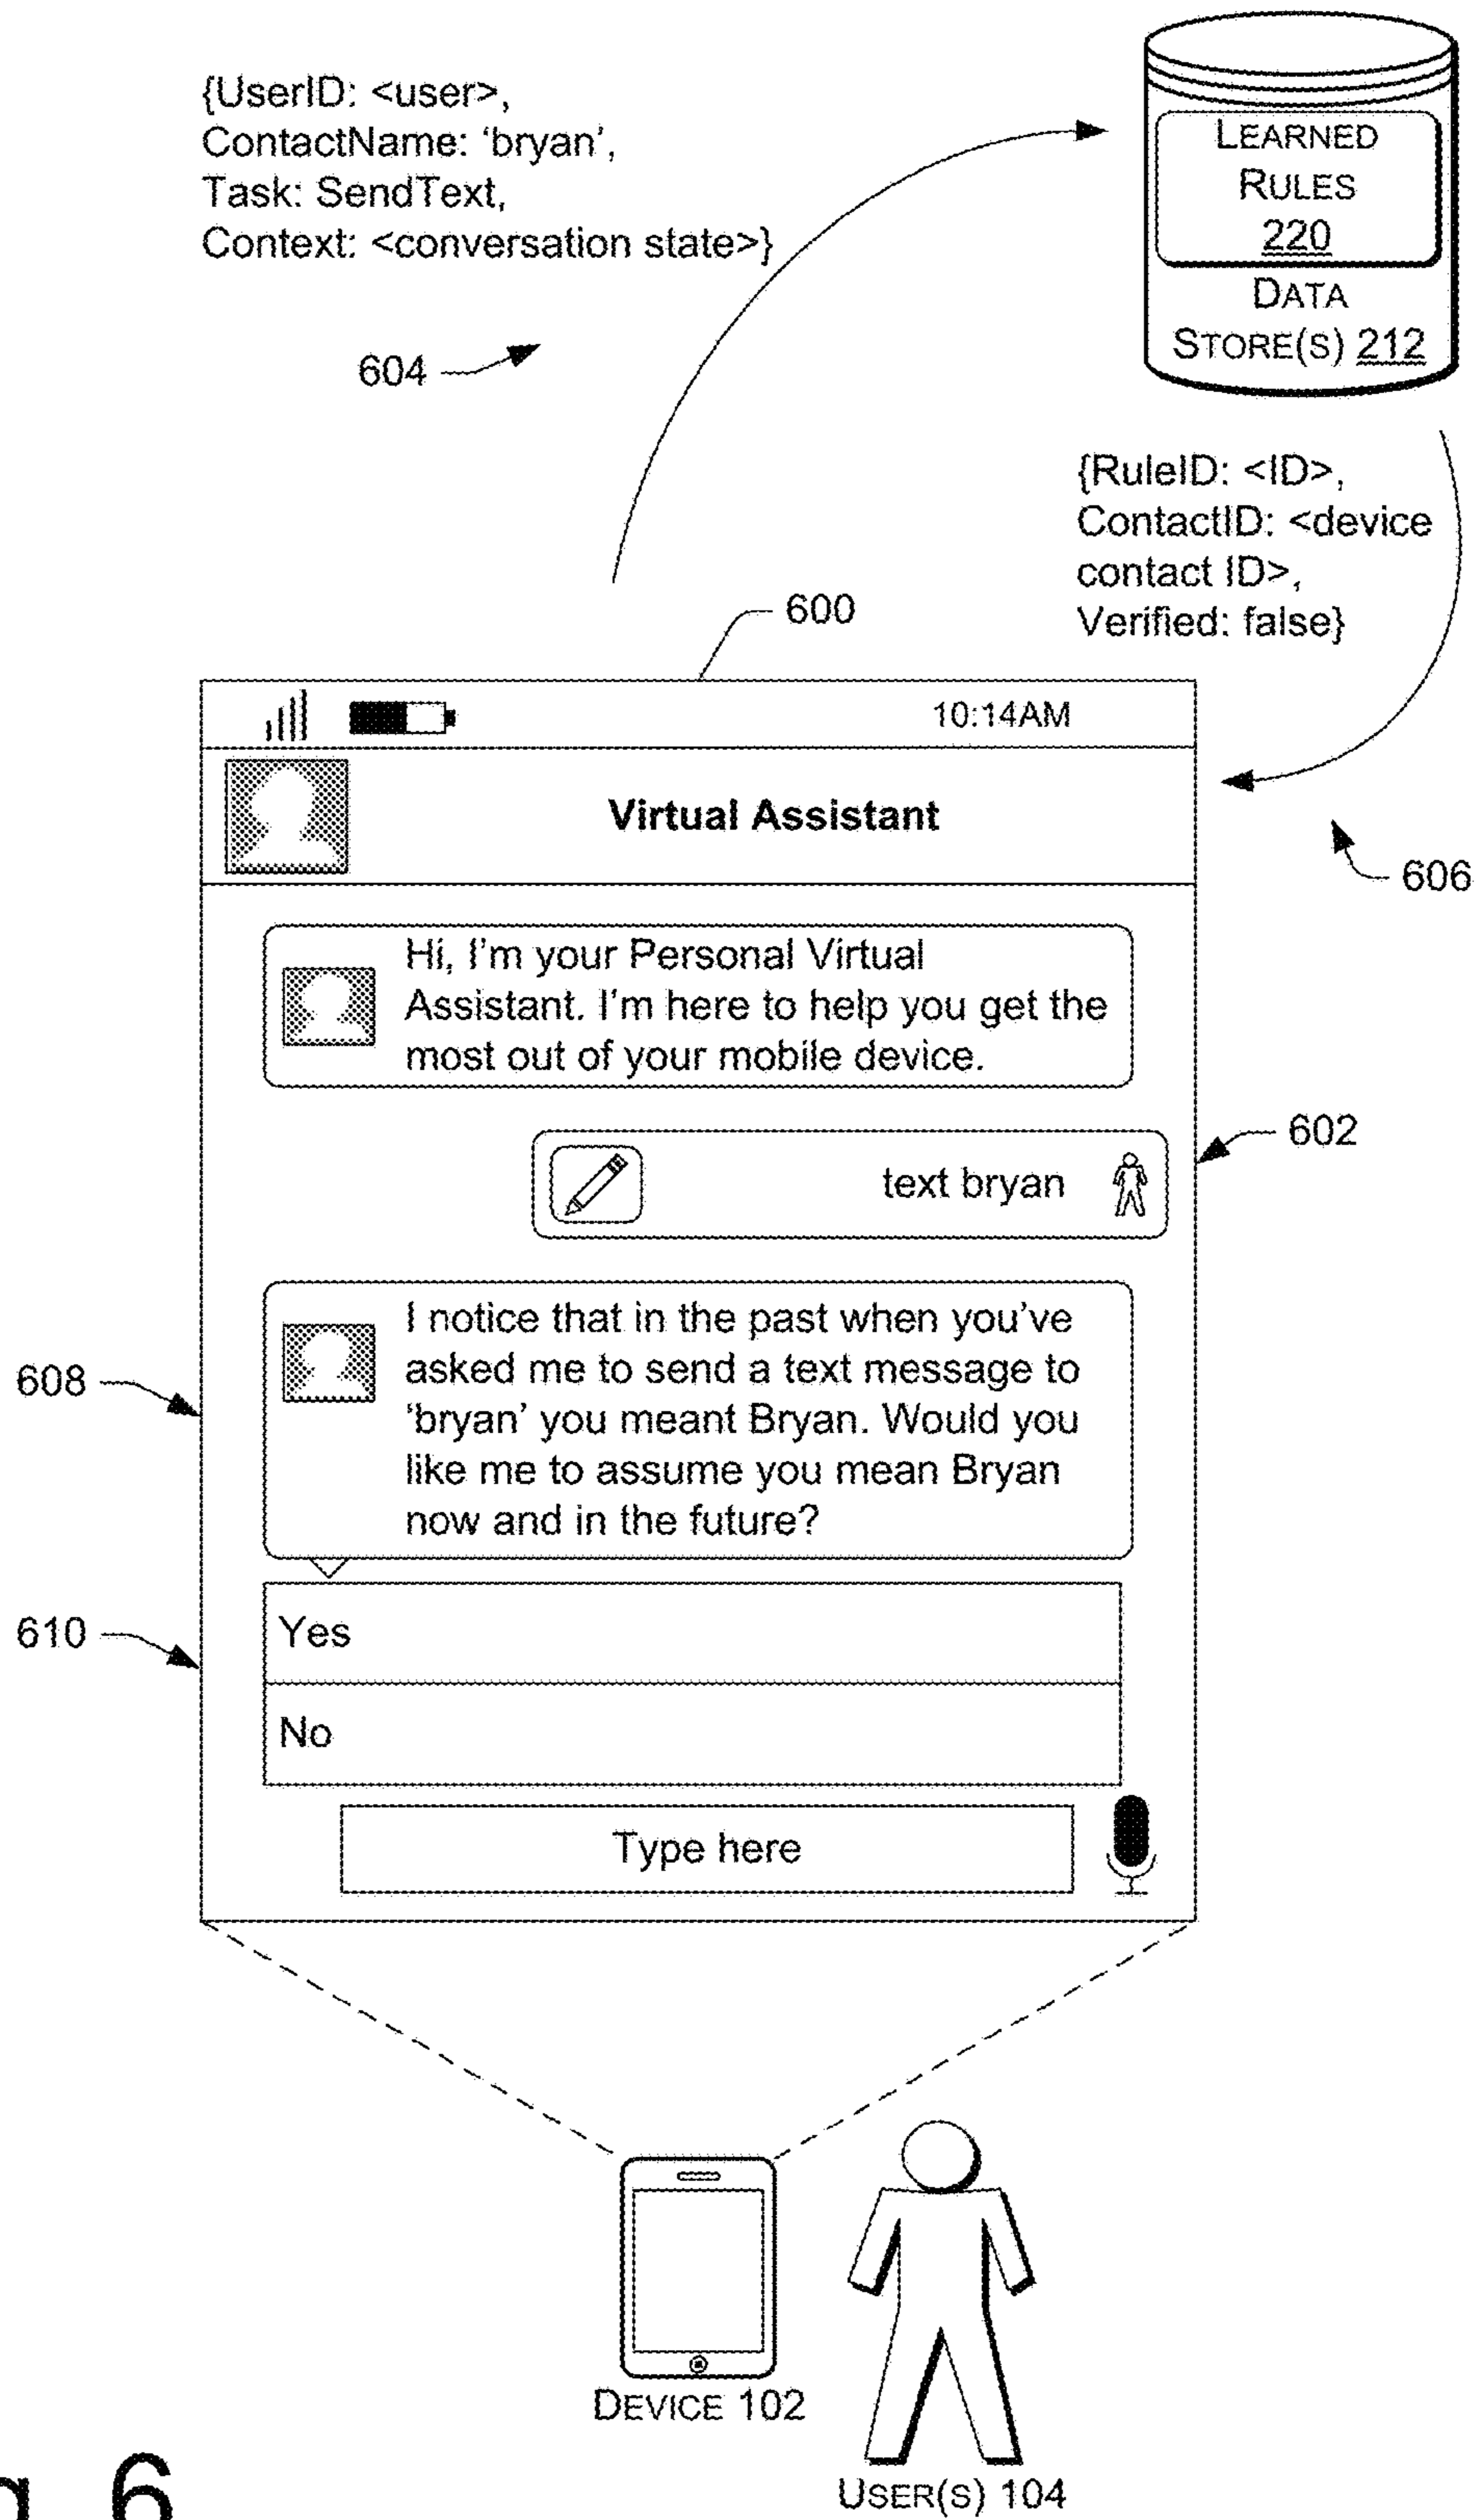 {UserID: <user>,
ContactName: ‘bryan’,
Task: SendText,
Context: <conversation state>}
LEARNED
RULES
220
DATA
STORE(S) 212
604
{RuleID: <ID>,
ContactID: <device
contact ID>,
Verified: false}
600
10:14AM
Virtual Assistant
606
Hi, I’m your Personal Virtual
Assistant. I’m here to help you get the
most out of your mobile device.
602
text bryan
608
I notice that in the past when you’ve
asked me to send a text message to
‘bryan’ you meant Bryan. Would you
like me to assume you mean Bryan
now and in the future?
610
Yes
No
Type here
DEVICE 102
USER(S) 104
6